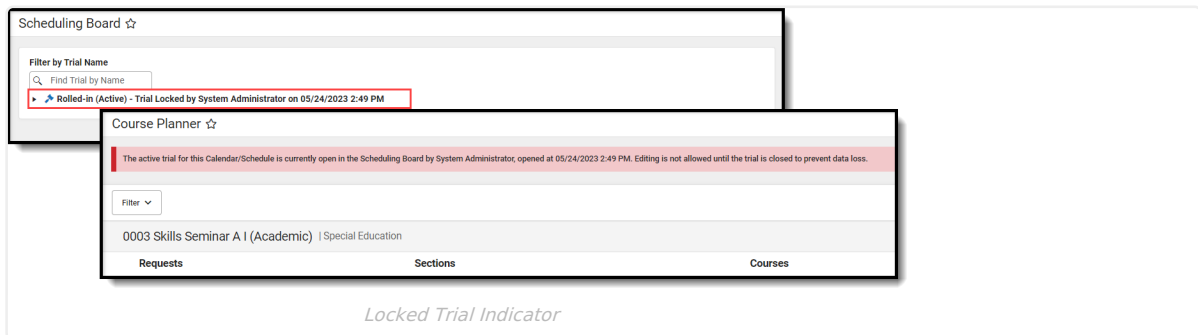 Scheduling Board
Filter by Trial Name
Find Trial by Name
Rolled-in (Active) - Trial Locked by System Administrator on 05/24/2023 2:49 PM
Course Planner
The active trial for this Calendar/Schedule is currently open in the Scheduling Board by System Administrator, opened at 05/24/2023 2:49 PM. Editing is not allowed until the trial is closed to prevent data loss.
Filter
0003 Skills Seminar A I (Academic) | Special Education
Requests Sections Courses
Locked Trial Indicator